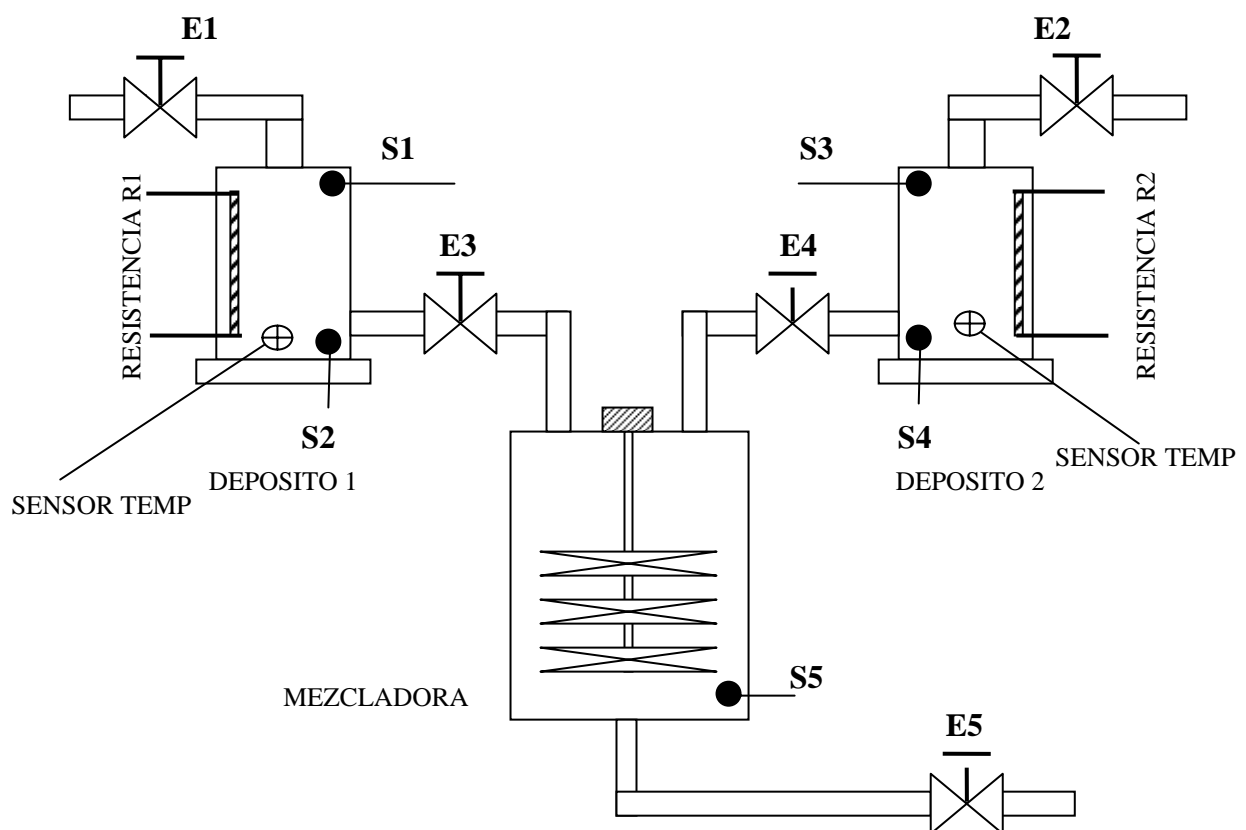 E1
E2
S1
S3
RESISTENCIA R1
RESISTENCIA R2
E3
E4
S2
S4
DEPOSITO 1
DEPOSITO 2
SENSOR TEMP
SENSOR TEMP
MEZCLADORA
S5
E5